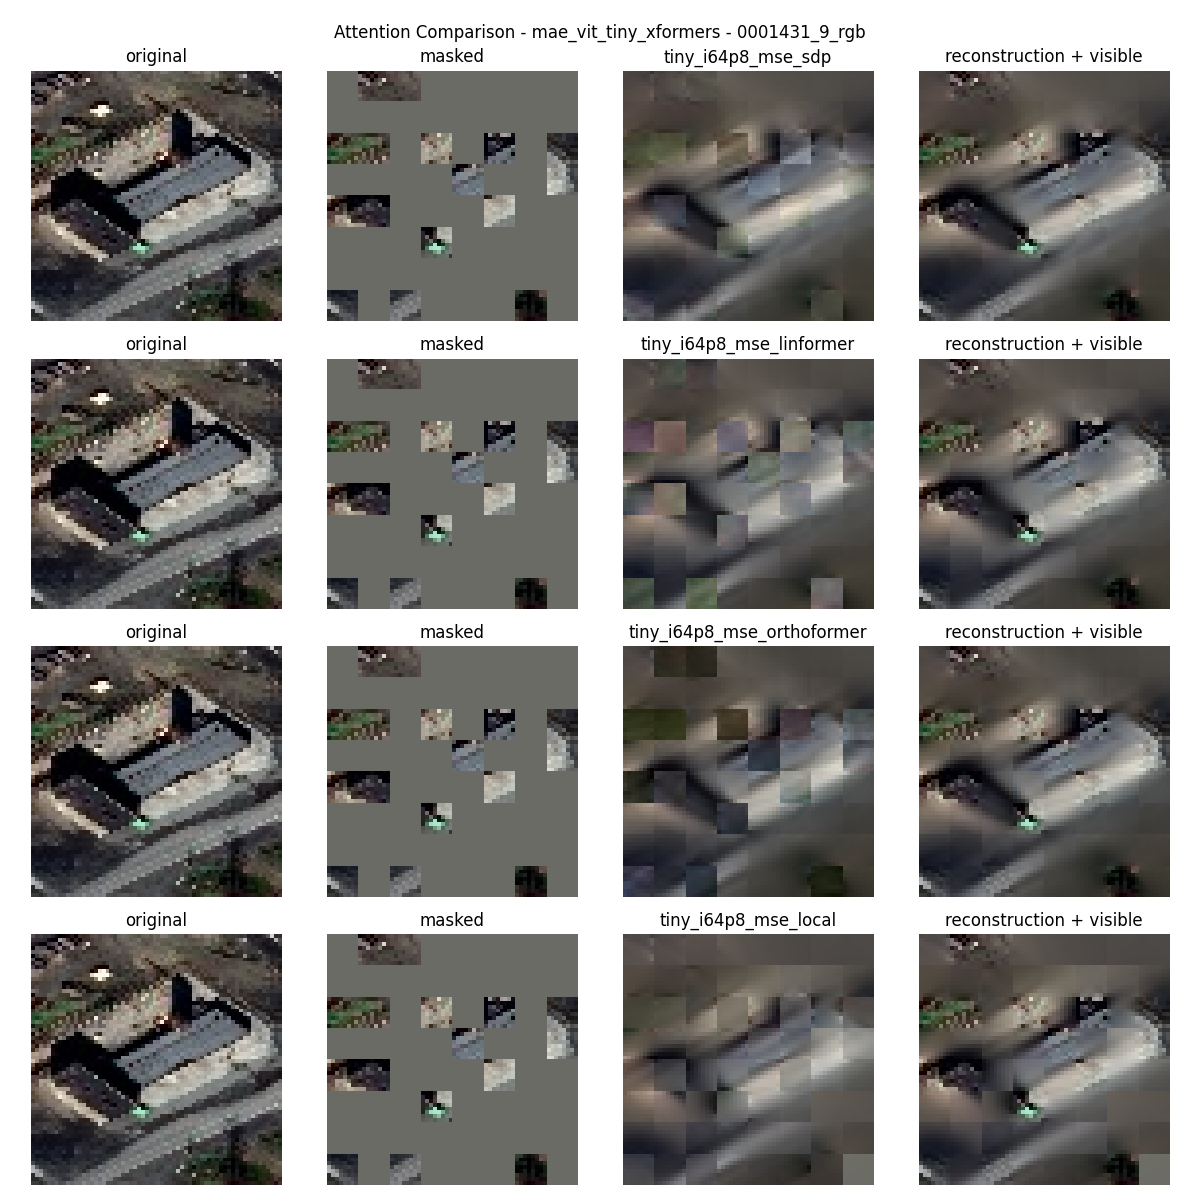 Attention Comparison - mae_vit_tiny_xformers - 0001431_9_rgb
original masked tiny_i64p8_mse_sdp reconstruction + visible
original masked tiny_i64p8_mse_linformer reconstruction + visible
original masked tiny_i64p8_mse_orthoformer reconstruction + visible
original masked tiny_i64p8_mse_local reconstruction + visible